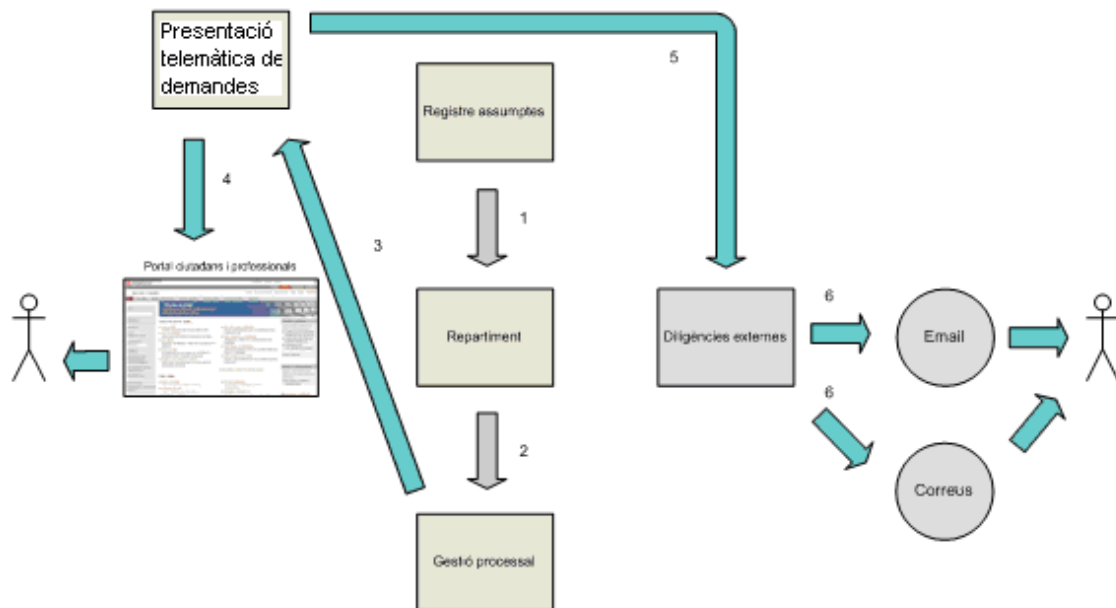 Presentació
telemàtica de
demandes
5
Registre assumptes
4
1
3
Portal ciutadans i professionals
6
Repartiment
Diligències externes
Email
6
2
Correus
Gestió processal